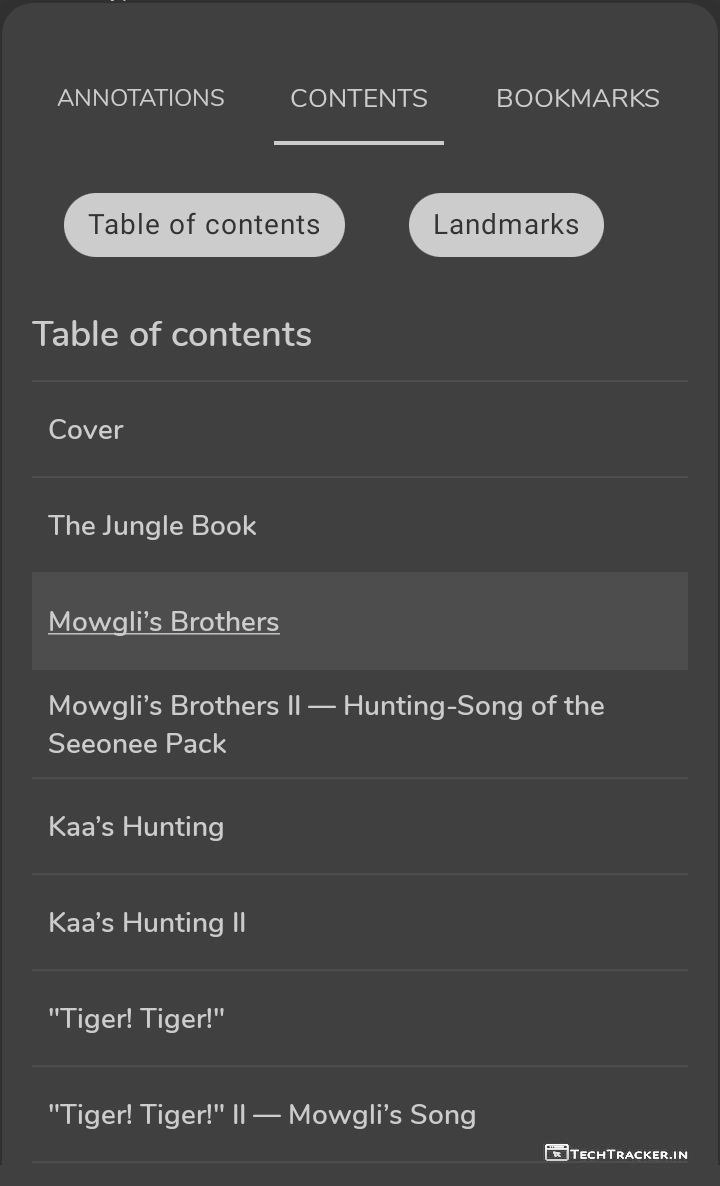 ANNOTATIONS CONTENTS BOOKMARKS
Table of contents Landmarks
Table of contents
Cover
The Jungle Book
Mowgli’s Brothers
Mowgli’s Brothers II — Hunting-Song of the
Seeonee Pack
Kaa’s Hunting
Kaa’s Hunting II
"Tiger! Tiger!"
"Tiger! Tiger!" II — Mowgli’s Song
TECHTRACKER.IN